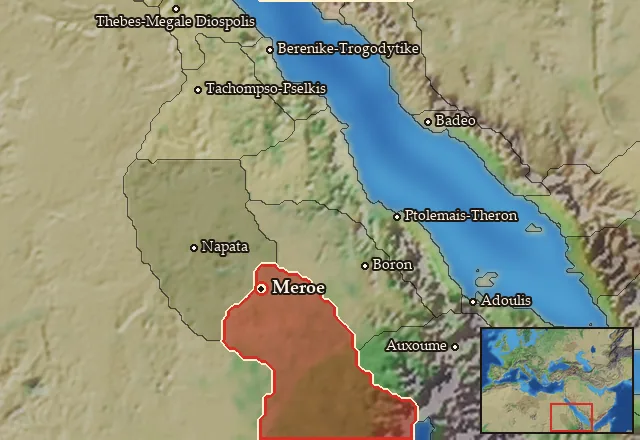 Thebes-Megale Diospolis
Berenike-Trogodytike
Tachompso-Pselkis
Badeo
Ptolemais-Theron
Napata
Boron
Meroe
Adoulis
Auxoume